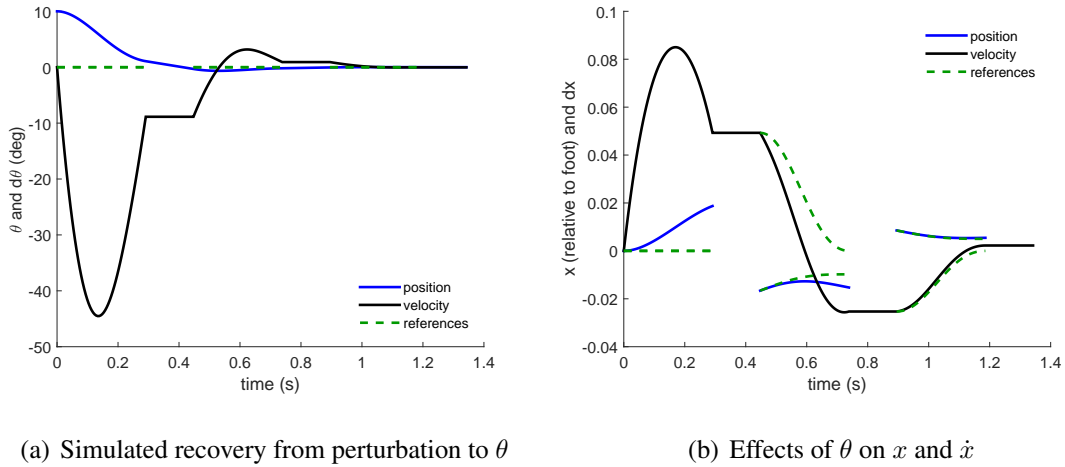 10
0
-10
-20
-30
-40
-50
θ and dθ (deg)
0
0.2
0.4
0.6
0.8
1
1.2
1.4
time (s)
position
velocity
references
(a) Simulated recovery from perturbation to θ
0.1
0.08
0.06
0.04
0.02
0
-0.02
-0.04
x (relative to foot) and dx
0
0.2
0.4
0.6
0.8
1
1.2
1.4
time (s)
position
velocity
references
(b) Effects of θ on x and ẋ